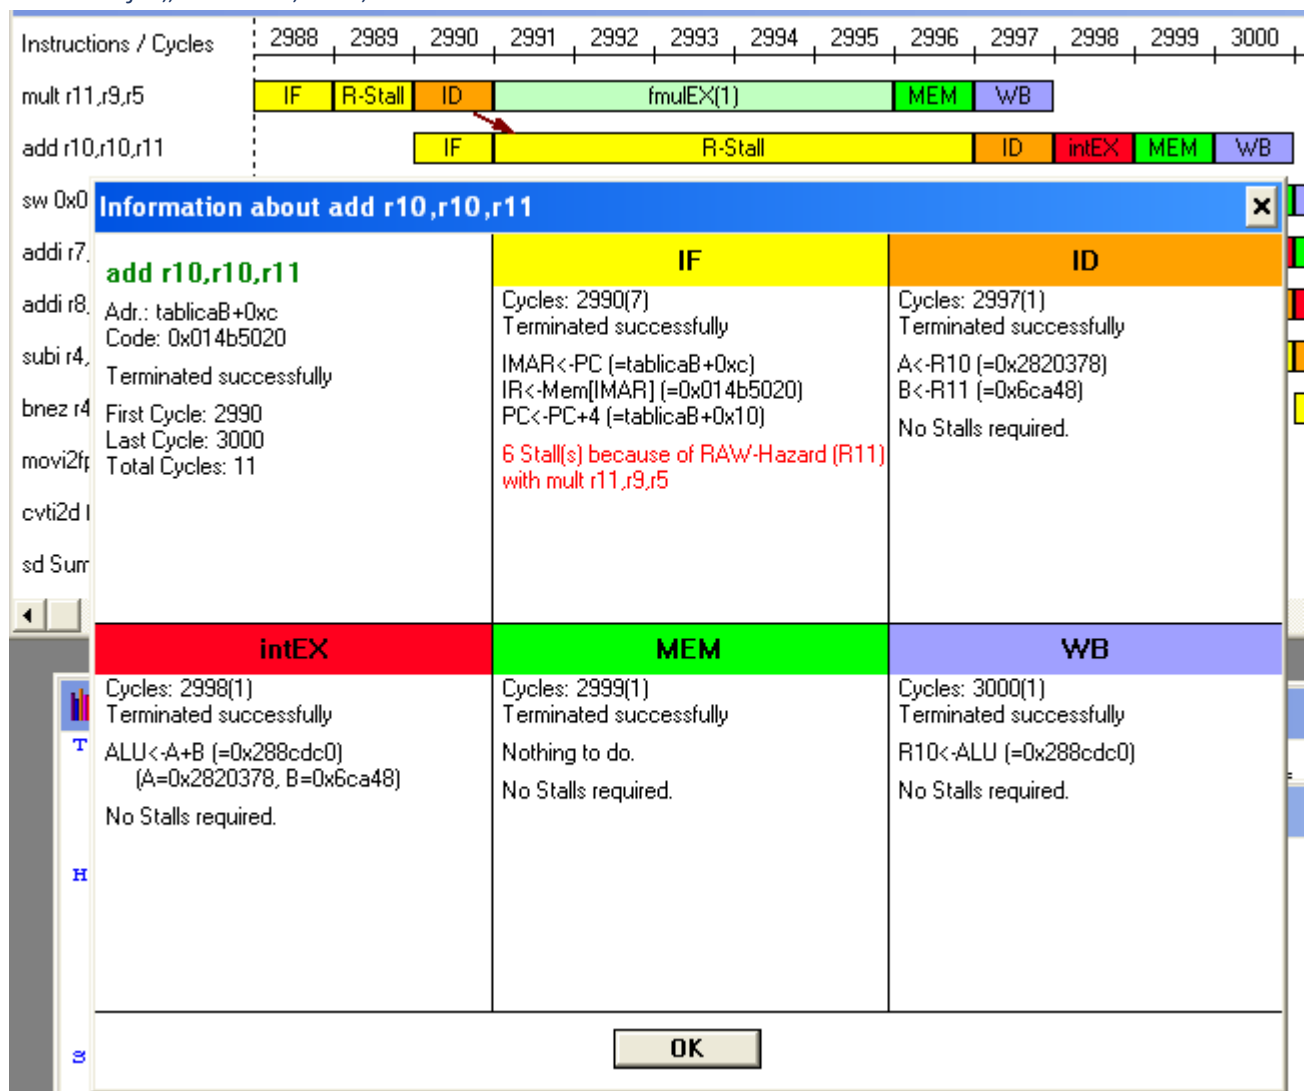 Instructions / Cycles 2988 2989 2990 2991 2992 2993 2994 2995 2996 2997 2998 2999 3000
mult r11,r9,r5 IF R-Stall ID fmulEX(1) MEM WB
add r10,r10,r11 IF R-Stall ID intEX MEM WB
sw 0x0
addi r7,
addi r8,
subi r4,
bnez r4
movi2fp
cvti2d
sd Sum
Information about add r10,r10,r11
add r10,r10,r11
Adr.: tablicaB+0xc
Code: 0x014b5020
Terminated successfully
First Cycle: 2990
Last Cycle: 3000
Total Cycles: 11
IF
Cycles: 2990(7)
Terminated successfully
IMAR<-PC (=tablicaB+0xc)
IR<-Mem[IMAR] (=0x014b5020)
PC<-PC+4 (=tablicaB+0x10)
6 Stall(s) because of RAW-Hazard (R11)
with mult r11,r9,r5
ID
Cycles: 2997(1)
Terminated successfully
A<-R10 (=0x2820378)
B<-R11 (=0x6ca48)
No Stalls required.
intEX
Cycles: 2998(1)
Terminated successfully
ALU<-A+B (=0x288cdc0)
(A=0x2820378, B=0x6ca48)
No Stalls required.
MEM
Cycles: 2999(1)
Terminated successfully
Nothing to do.
No Stalls required.
WB
Cycles: 3000(1)
Terminated successfully
R10<-ALU (=0x288cdc0)
No Stalls required.
T
H
S
OK